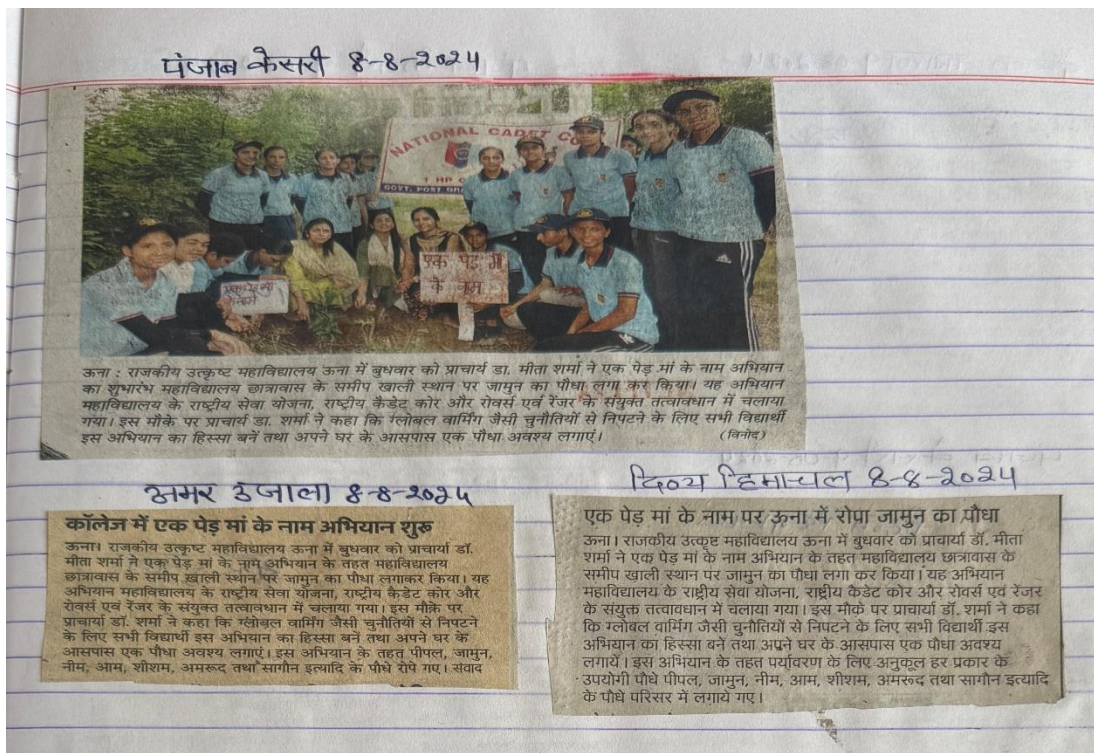 पंजाब केसरी 8-8-2024
NATIONAL CADET CO
1 HP
GOVT. POST GRA
एक पेड़ माँ
के नाम
ऊना : राजकीय उत्कृष्ट महाविद्यालय ऊना में बुधवार को प्राचार्य डा. मीता शर्मा ने एक पेड़ मां के नाम अभियान
का शुभारंभ महाविद्यालय छात्रावास के समीप खाली स्थान पर जामुन का पौधा लगा कर किया। यह अभियान
महाविद्यालय के राष्ट्रीय सेवा योजना, राष्ट्रीय कैडेट कोर और रोवर्स एवं रेंजर के संयुक्त तत्वावधान में चलाया
गया। इस मौके पर प्राचार्य डा. शर्मा ने कहा कि ग्लोबल वार्मिंग जैसी चुनौतियों से निपटने के लिए सभी विद्यार्थी
इस अभियान का हिस्सा बनें तथा अपने घर के आसपास एक पौधा अवश्य लगाएं। (विनोद)
अमर उजाला 8-8-2024
कॉलेज में एक पेड़ मां के नाम अभियान शुरू
ऊना। राजकीय उत्कृष्ट महाविद्यालय ऊना में बुधवार को प्राचार्या डॉ.
मीता शर्मा ने एक पेड़ मां के नाम अभियान के तहत महाविद्यालय
छात्रावास के समीप खाली स्थान पर जामुन का पौधा लगाकर किया। यह
अभियान महाविद्यालय के राष्ट्रीय सेवा योजना, राष्ट्रीय कैडेट कोर और
रोवर्स एवं रेंजर के संयुक्त तत्वावधान में चलाया गया। इस मौके पर
प्राचार्या डॉ. शर्मा ने कहा कि ग्लोबल वार्मिंग जैसी चुनौतियों से निपटने
के लिए सभी विद्यार्थी इस अभियान का हिस्सा बनें तथा अपने घर के
आसपास एक पौधा अवश्य लगाएं। इस अभियान के तहत पीपल, जामुन,
नीम, आम, शीशम, अमरूद तथा सागौन इत्यादि के पौधे रोपे गए। संवाद
दिव्य हिमाचल 8-8-2024
एक पेड़ मां के नाम पर ऊना में रोपा जामुन का पौधा
ऊना। राजकीय उत्कृष्ट महाविद्यालय ऊना में बुधवार को प्राचार्या डॉ. मीता
शर्मा ने एक पेड़ मां के नाम अभियान के तहत महाविद्यालय छात्रावास के
समीप खाली स्थान पर जामुन का पौधा लगा कर किया। यह अभियान
महाविद्यालय के राष्ट्रीय सेवा योजना, राष्ट्रीय कैडेट कोर और रोवर्स एवं रेंजर
के संयुक्त तत्वावधान में चलाया गया। इस मौके पर प्राचार्या डॉ. शर्मा ने कहा
कि ग्लोबल वार्मिंग जैसी चुनौतियों से निपटने के लिए सभी विद्यार्थी इस
अभियान का हिस्सा बनें तथा अपने घर के आसपास एक पौधा अवश्य
लगायें। इस अभियान के तहत पर्यावरण के लिए अनुकूल हर प्रकार के
उपयोगी पौधे पीपल, जामुन, नीम, आम, शीशम, अमरूद तथा सागौन इत्यादि
के पौधे परिसर में लगाये गए।